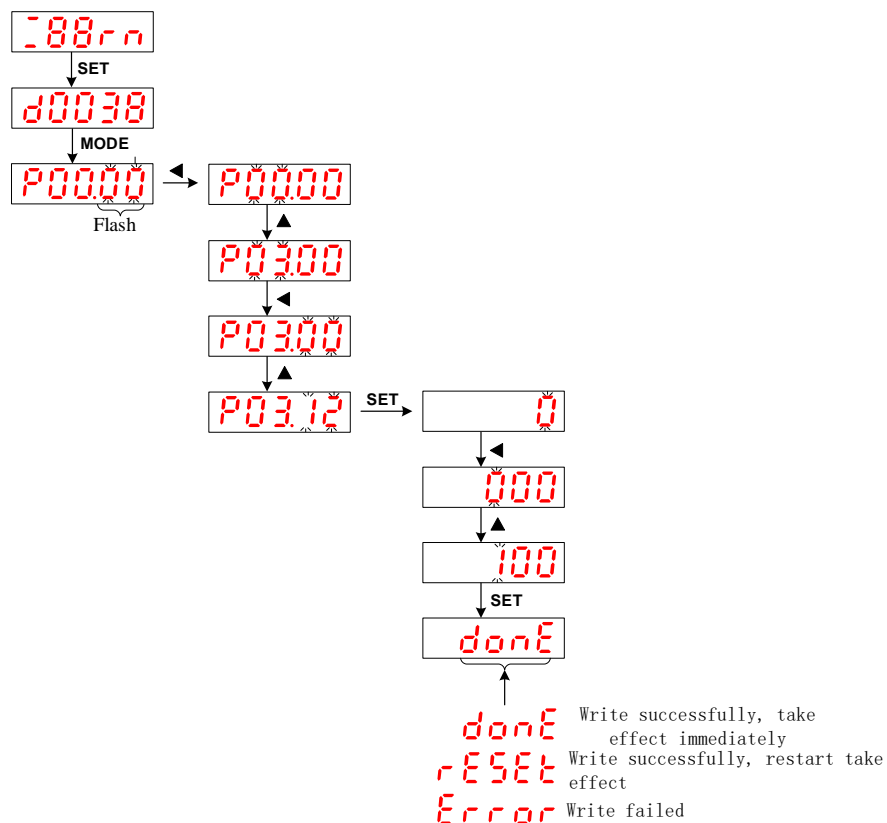 88rn
SET
d0038
MODE
P00.00
Flash
P00.00
P03.00
P03.00
P03.12
SET
0
000
100
SET
donE
donE Write successfully, take
effect immediately
rESEt Write successfully, restart take
effect
Error Write failed